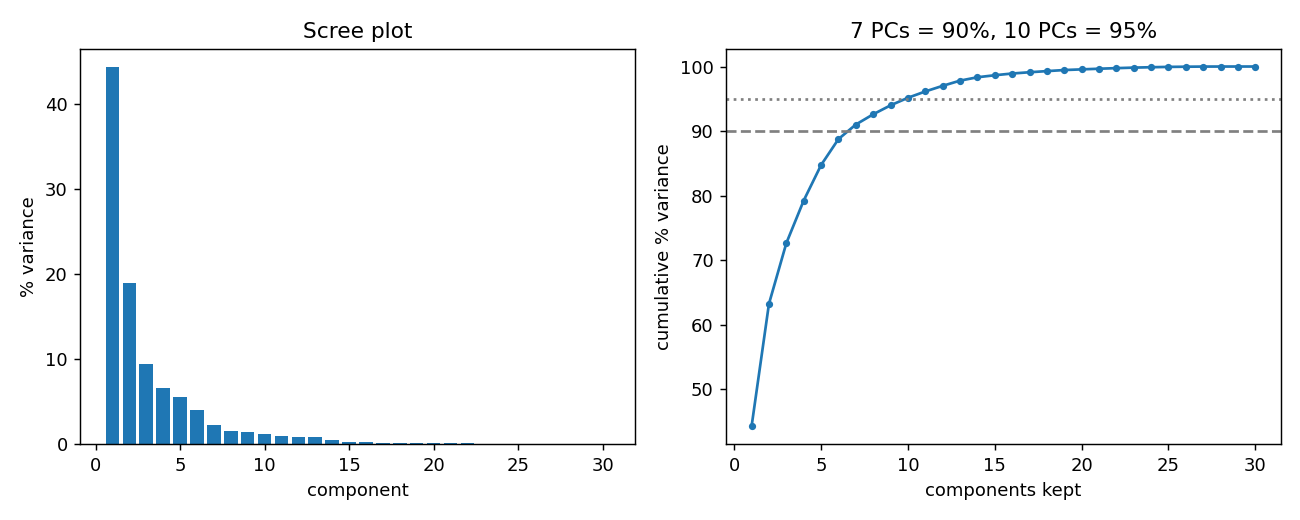 Scree plot
% variance
40
30
20
10
0
0 5 10 15 20 25 30
component
7 PCs = 90%, 10 PCs = 95%
cumulative % variance
100
90
80
70
60
50
0 5 10 15 20 25 30
components kept